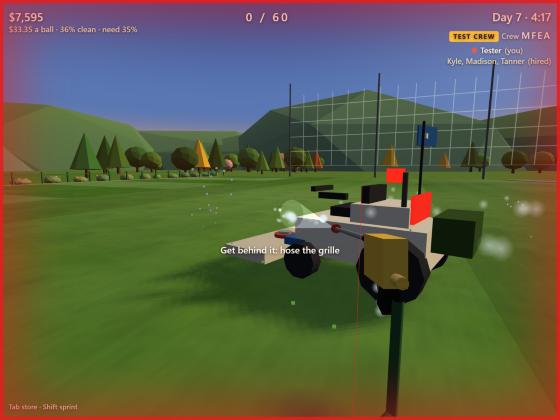 $7,595
0 / 60
Day 7 · 4:17
$33.35 a ball · 36% clean · need 35%
TEST CREW Crew MFEA
Tester (you)
Kyle, Madison, Tanner (hired)
Get behind it: hose the grille
Tab store · Shift sprint